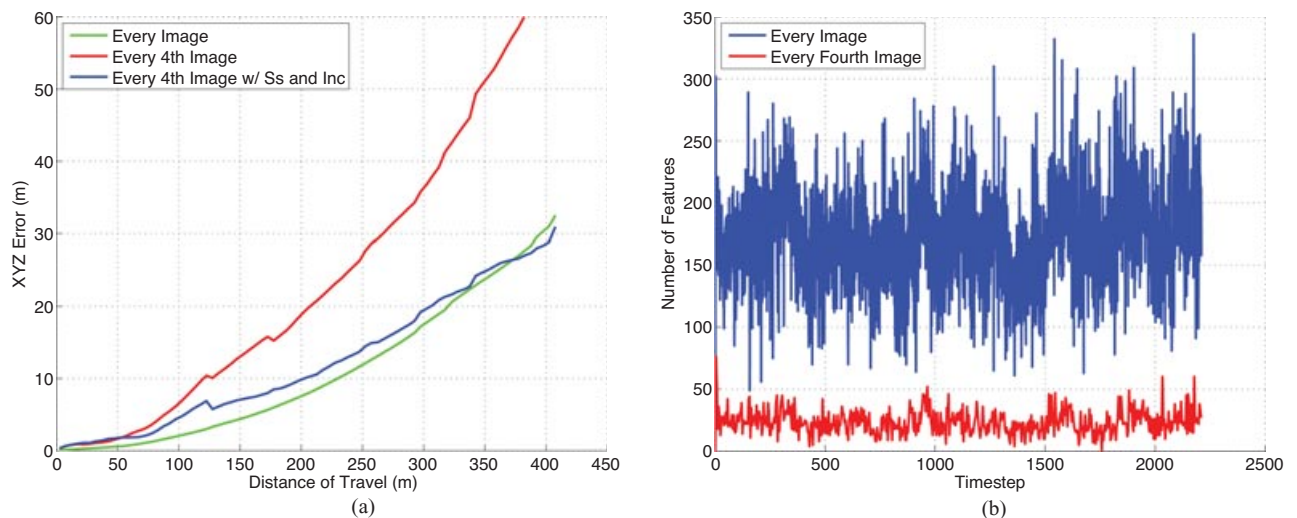 60
50
40
30
20
10
0
XYZ Error (m)
Every Image
Every 4th Image
Every 4th Image w/ Ss and Inc
0 50 100 150 200 250 300 350 400 450
Distance of Travel (m)
(a)
350
300
250
200
150
100
50
0
Number of Features
Every Image
Every Fourth Image
0 500 1000 1500 2000 2500
Timestep
(b)